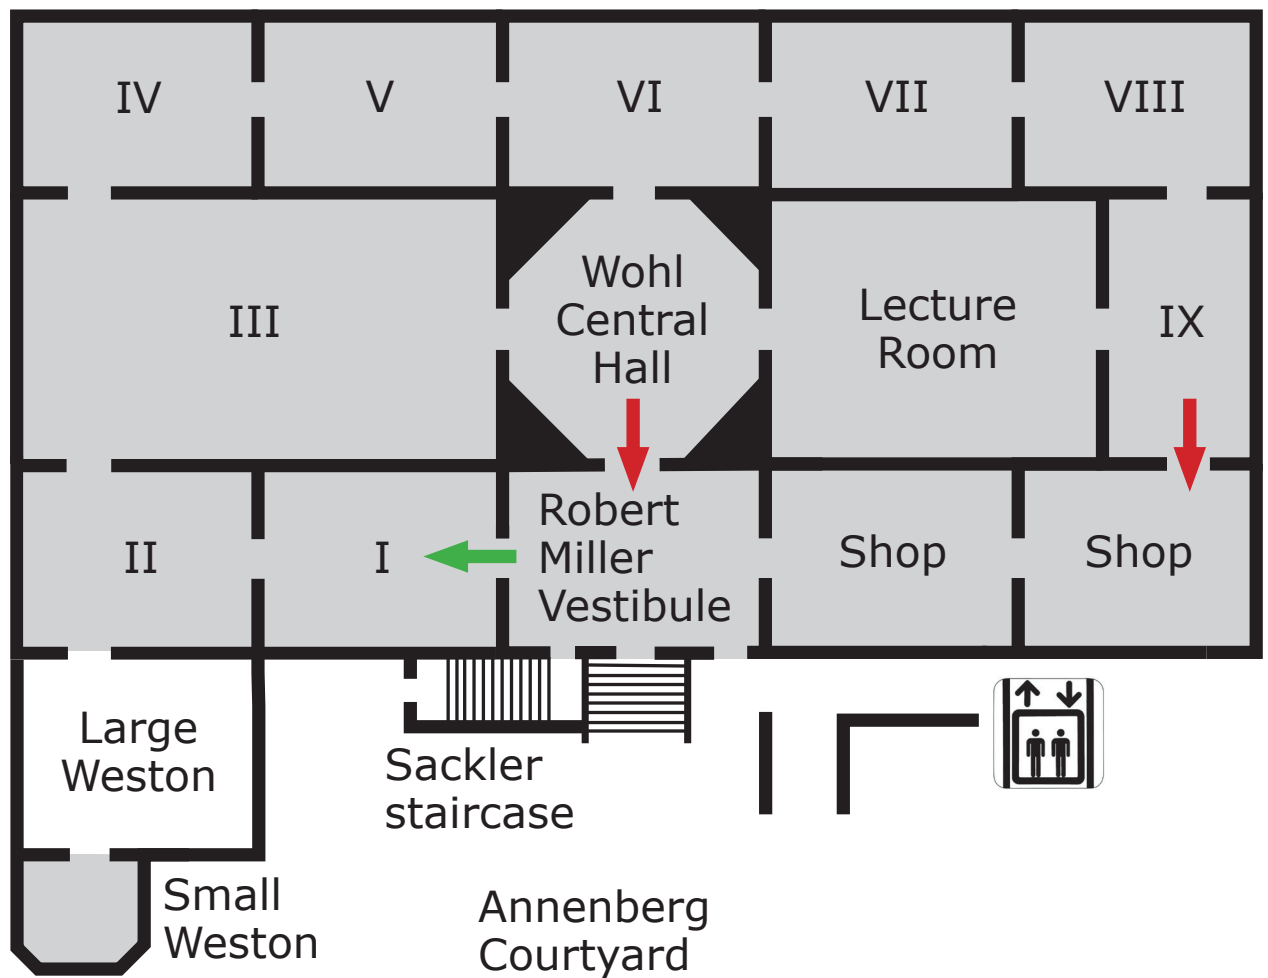 IV
V
VI
VII
VIII
III
Wohl
Central
Hall
Lecture
Room
IX
II
I
Robert
Miller
Vestibule
Shop
Shop
Large
Weston
Sackler
staircase
Small
Weston
Annenberg
Courtyard